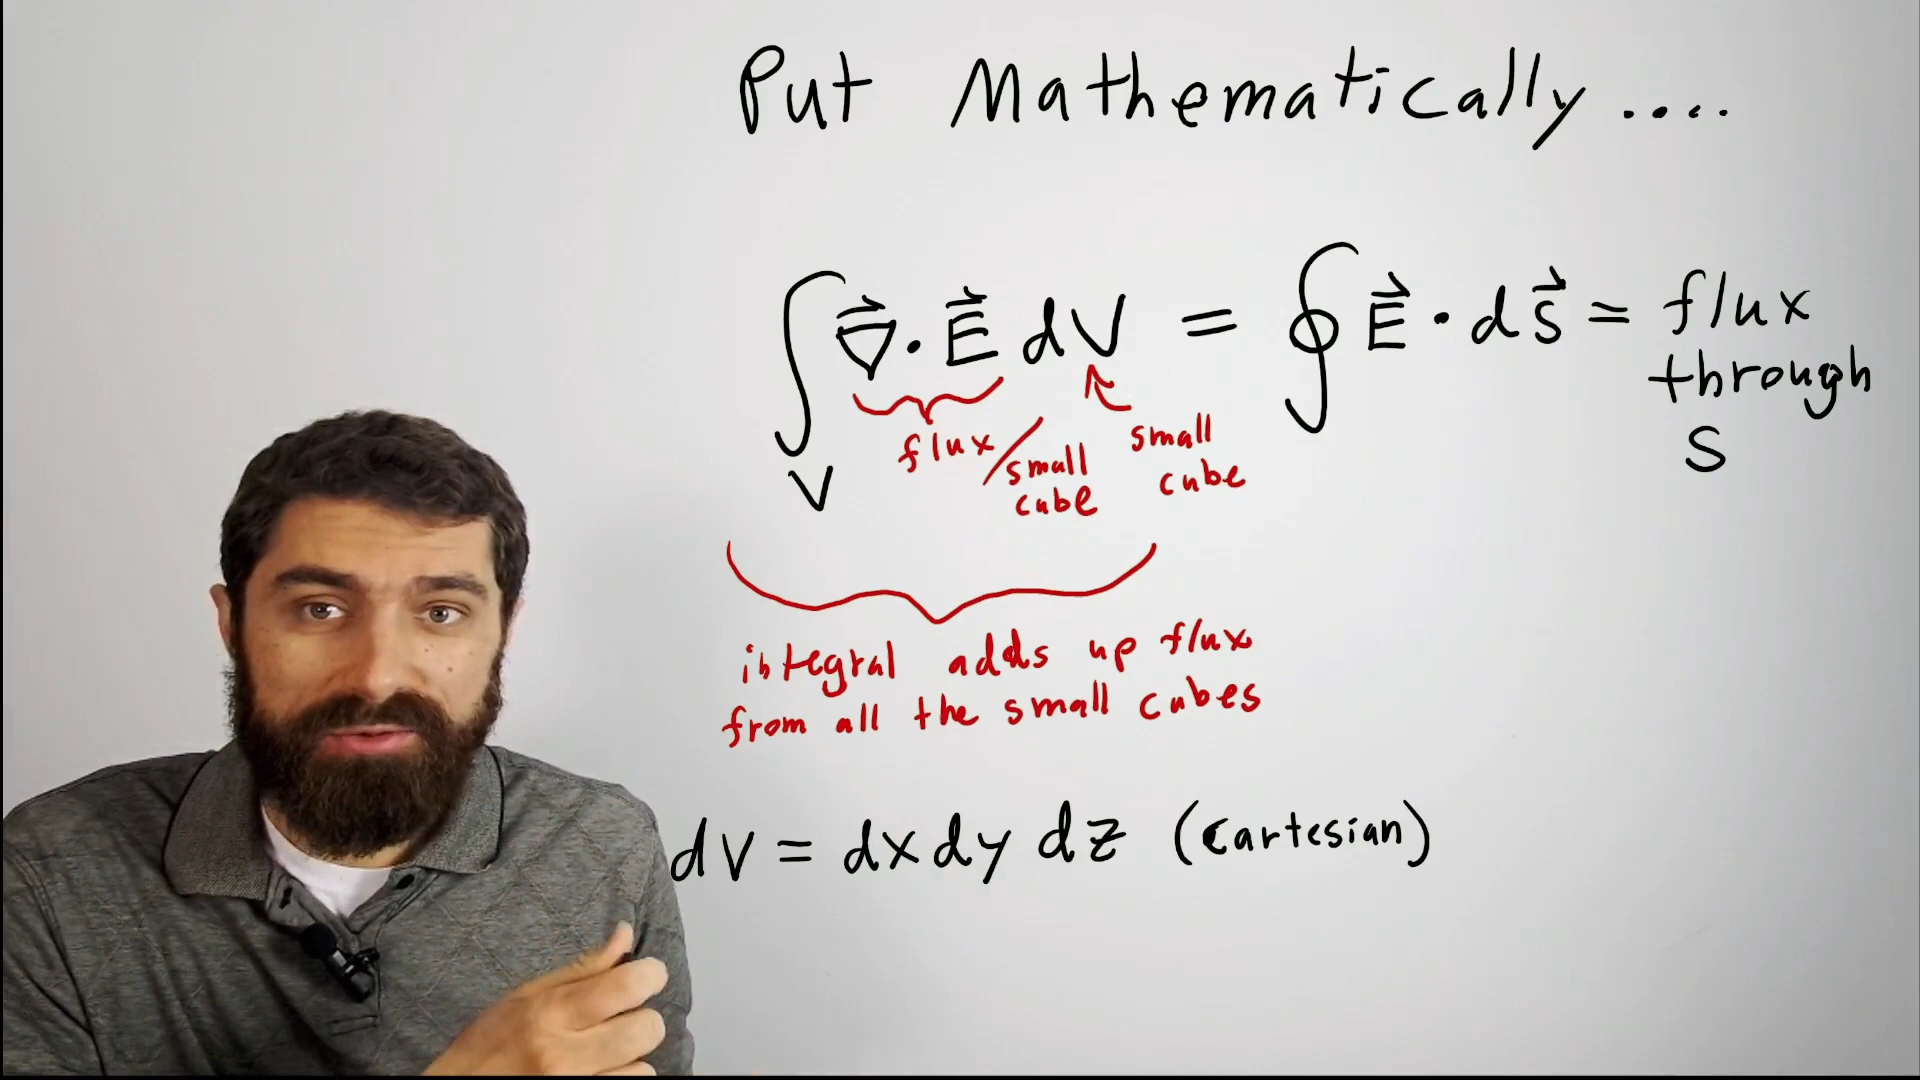 Put Mathematically ....
∫ ∇⃗ · E⃗ dV = ∮ E⃗ · dS⃗ = flux
through
S
V
flux / small cube
small cube
integral adds up flux
from all the small cubes
dV = dx dy dz (Cartesian)